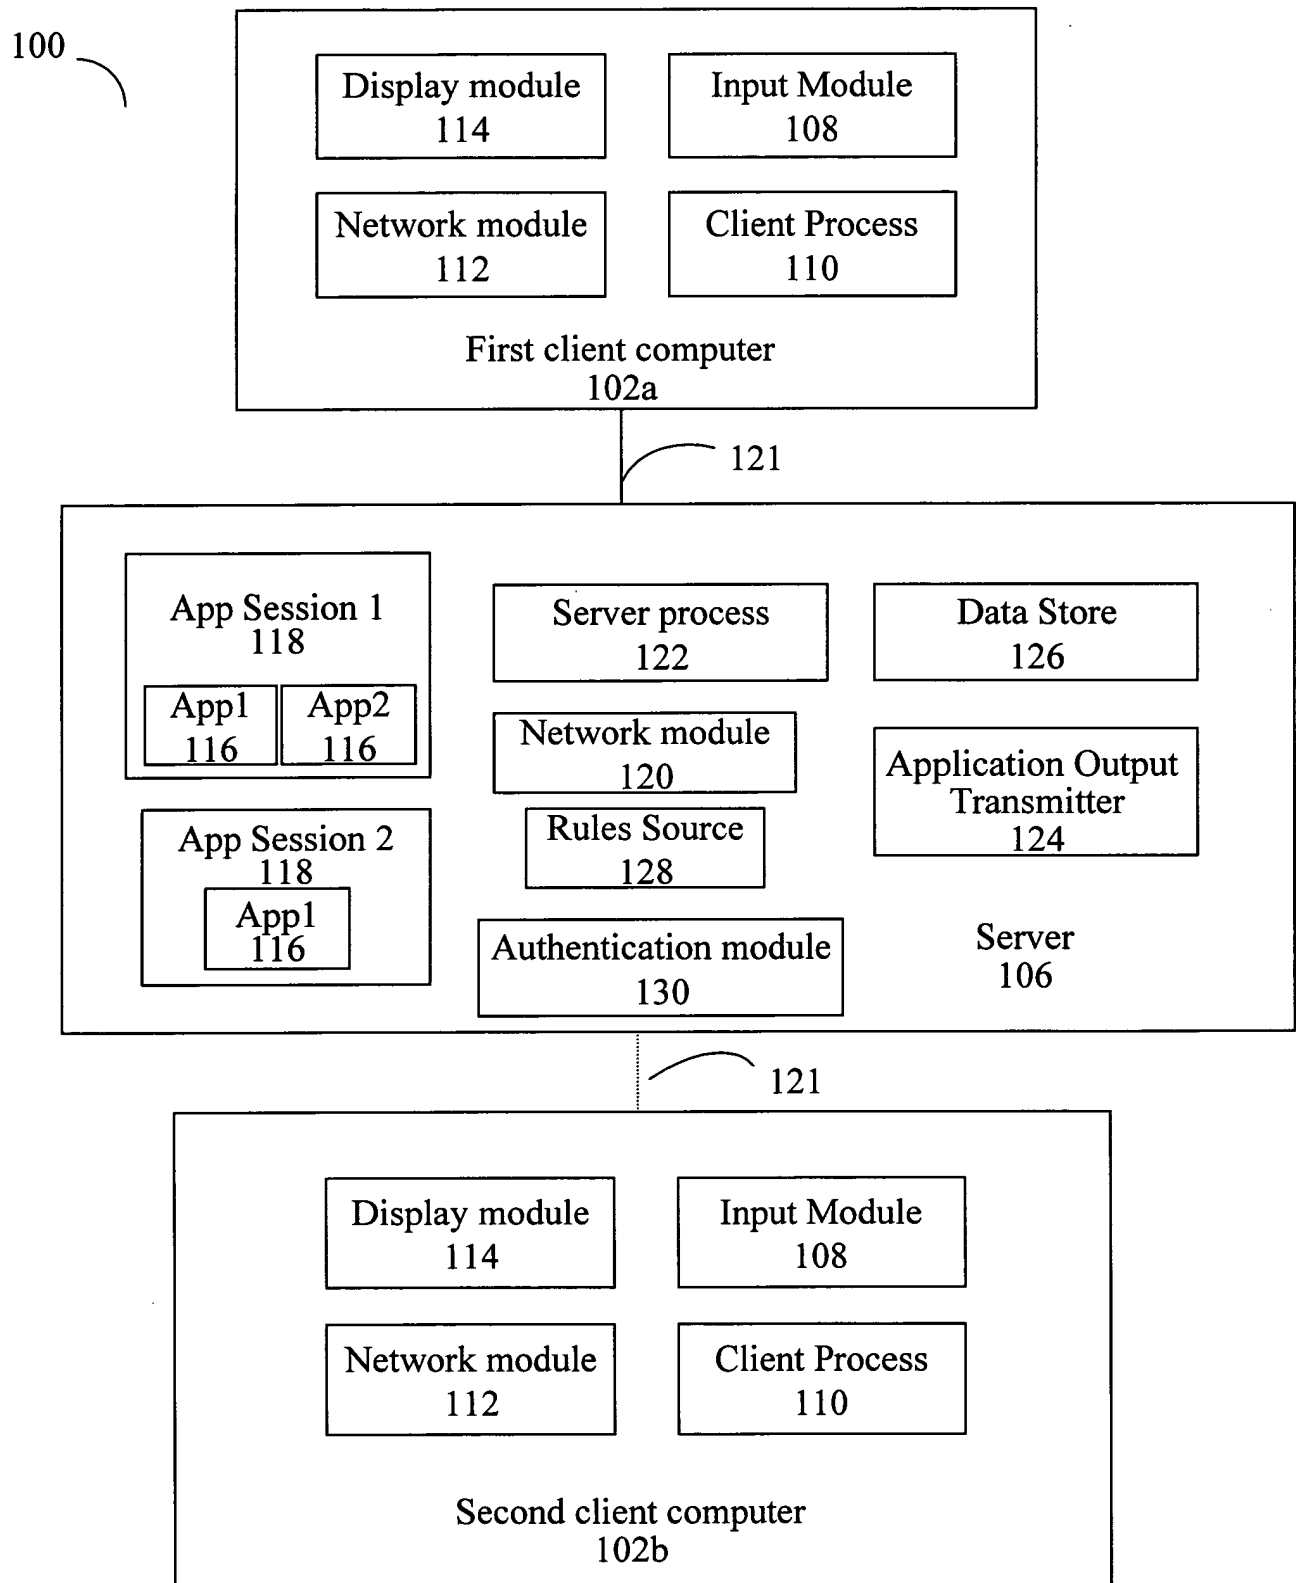 100
Display module
114
Input Module
108
Network module
112
Client Process
110
First client computer
102a
121
App Session 1
118
App1
116
App2
116
Server process
122
Data Store
126
Network module
120
Application Output
Transmitter
124
Rules Source
128
App Session 2
118
App1
116
Authentication module
130
Server
106
121
Display module
114
Input Module
108
Network module
112
Client Process
110
Second client computer
102b